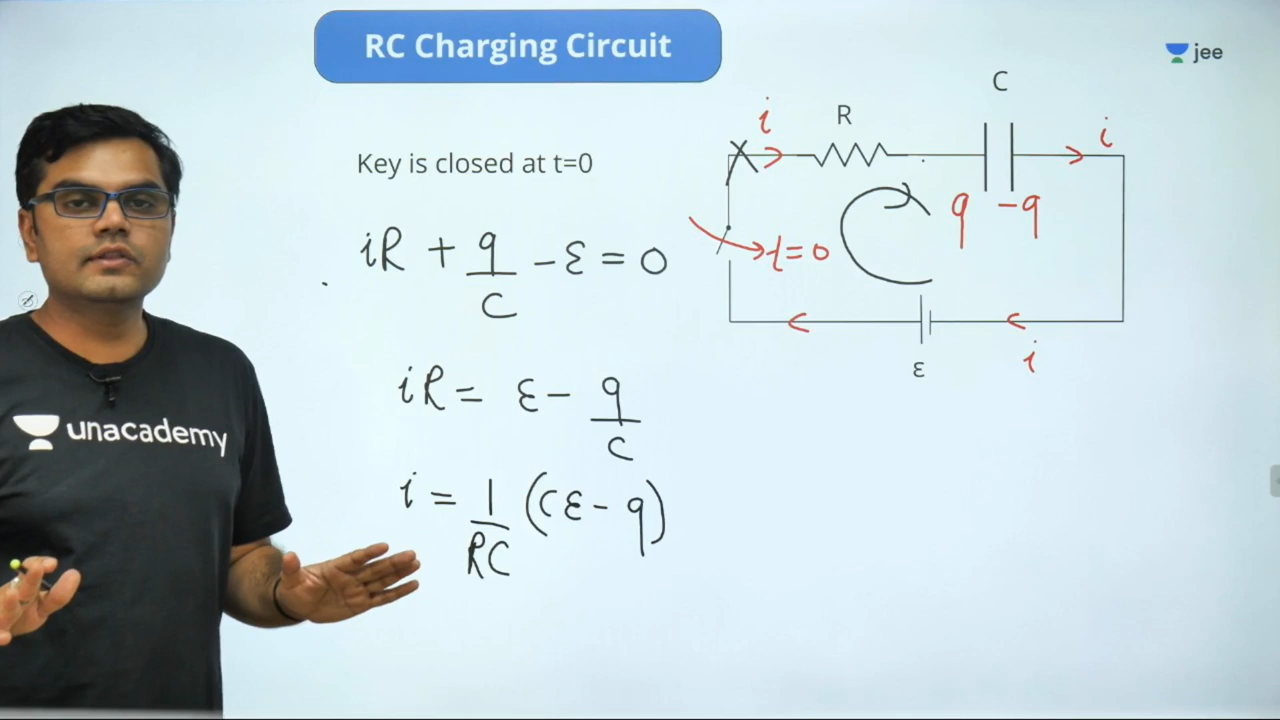 RC Charging Circuit
jee
Key is closed at t=0
iR + q/C - ε = 0
iR = ε - q/C
i = 1/RC (Cε - q)
i
R
C
i
q -q
t=0
ε
i
unacademy